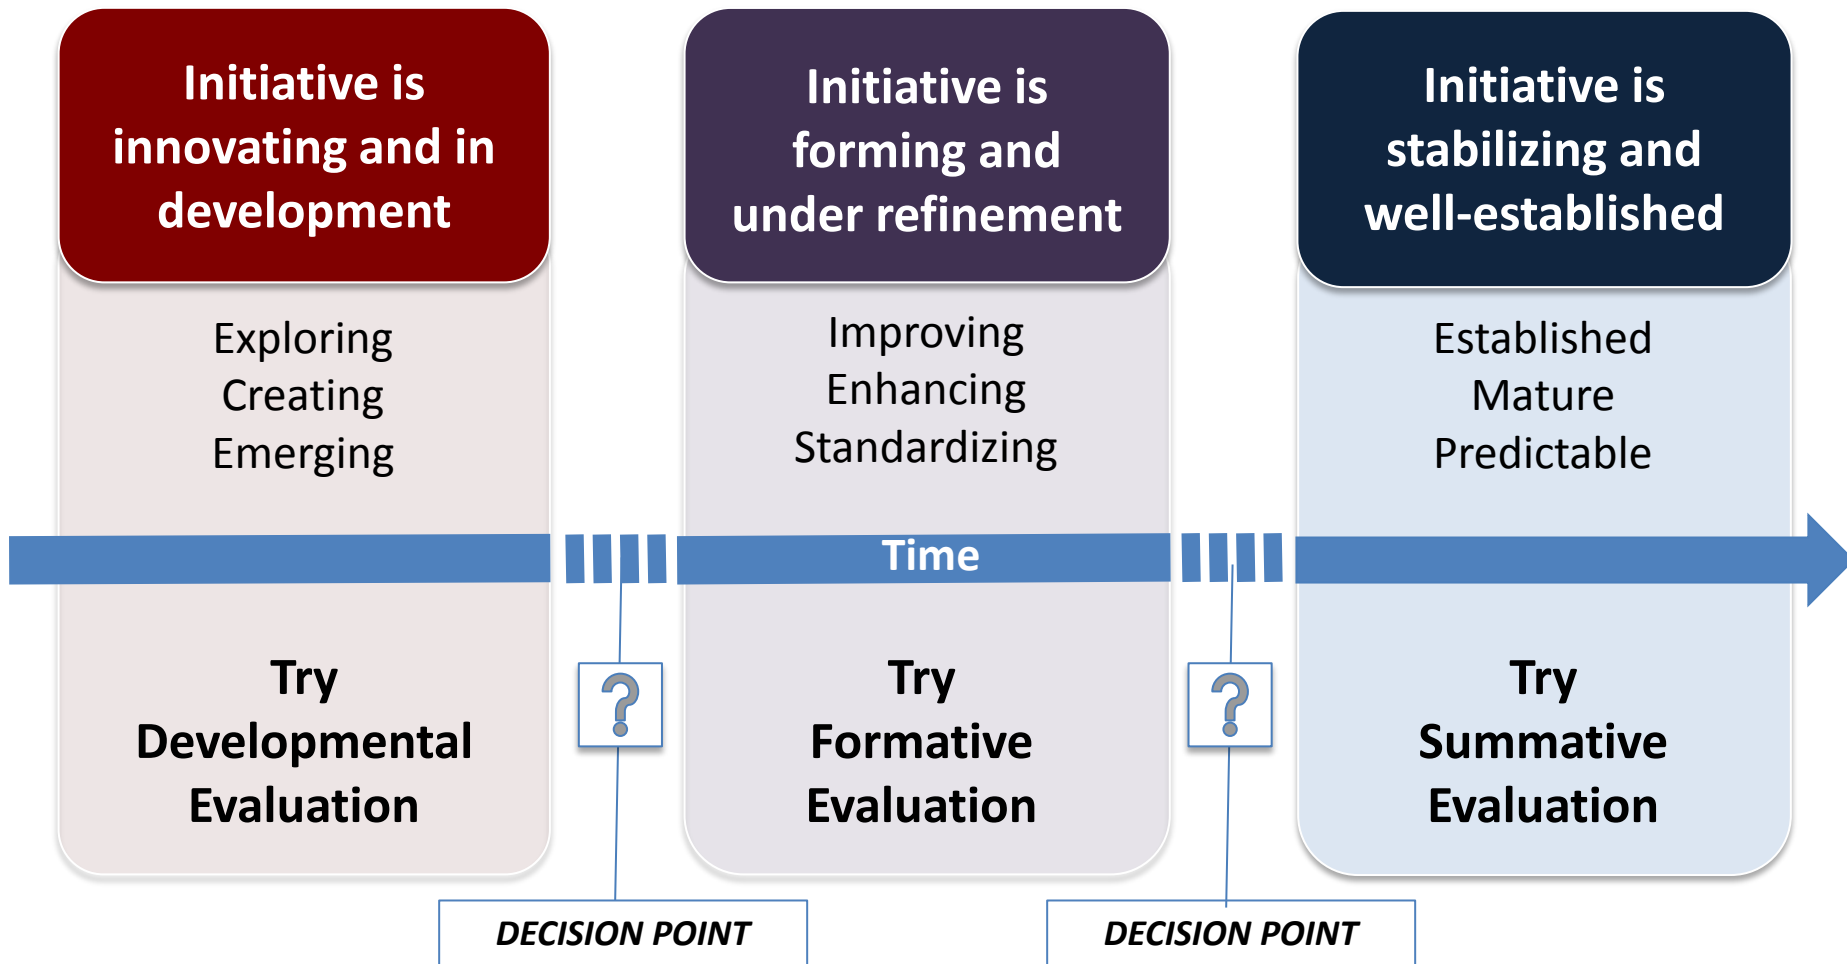 Initiative is
innovating and in
development
Exploring
Creating
Emerging
Try
Developmental
Evaluation
Initiative is
forming and
under refinement
Improving
Enhancing
Standardizing
Time
Try
Formative
Evaluation
Initiative is
stabilizing and
well-established
Established
Mature
Predictable
Try
Summative
Evaluation
?
?
DECISION POINT
DECISION POINT